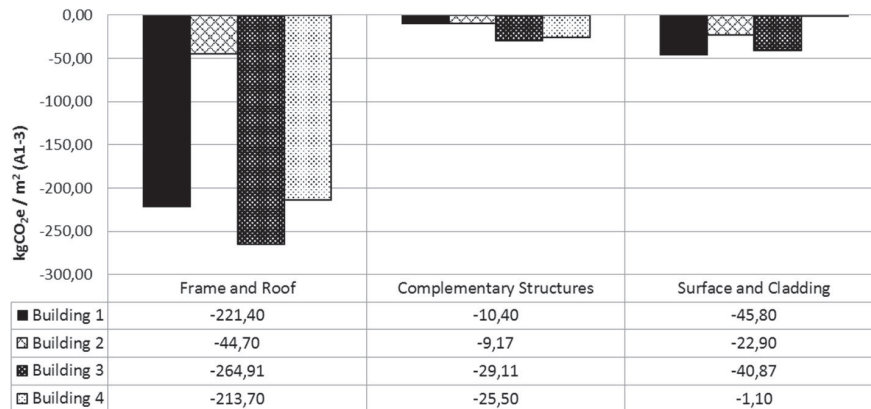 kgCO₂e / m² (A1-3)
0,00
-50,00
-100,00
-150,00
-200,00
-250,00
-300,00
Frame and Roof Complementary Structures Surface and Cladding
Building 1 -221,40 -10,40 -45,80
Building 2 -44,70 -9,17 -22,90
Building 3 -264,91 -29,11 -40,87
Building 4 -213,70 -25,50 -1,10